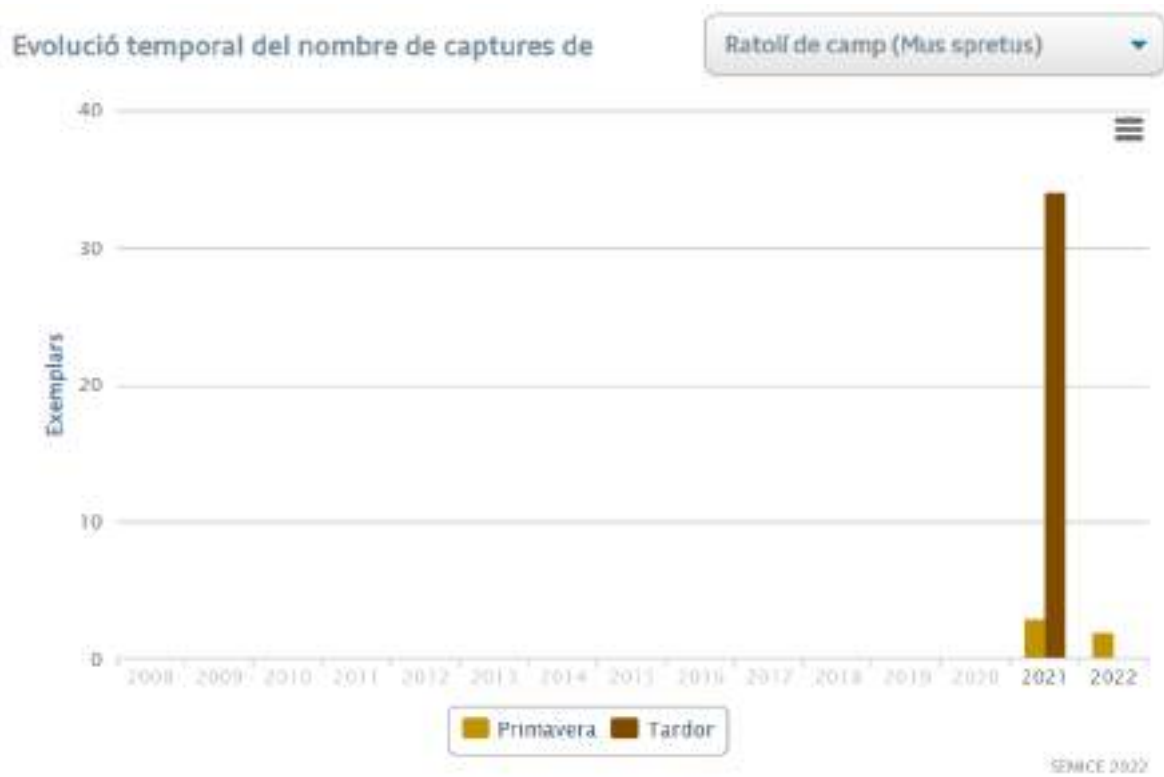 Evolució temporal del nombre de captures de
Ratolí de camp (Mus spretus)
40
30
20
10
0
Exemplars
2008 2009 2010 2011 2012 2013 2014 2015 2016 2017 2018 2019 2020 2021 2022
Primavera Tardor
SEMICE 2022